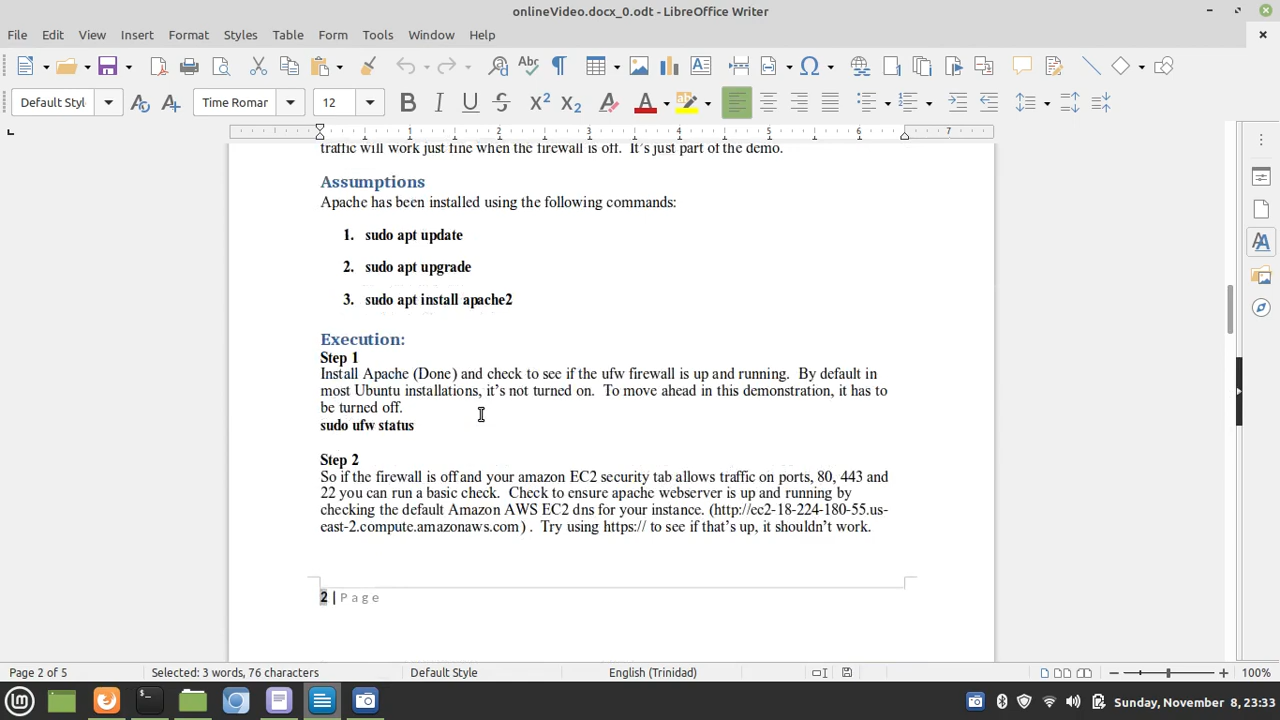 onlineVideo.docx_0.odt - LibreOffice Writer
File Edit View Insert Format Styles Table Form Tools Window Help
Default Styl Time Romar 12
1 2 3 4 5 6 7
traffic will work just fine when the firewall is off. It's just part of the demo.
Assumptions
Apache has been installed using the following commands:
1. sudo apt update
2. sudo apt upgrade
3. sudo apt install apache2
Execution:
Step 1
Install Apache (Done) and check to see if the ufw firewall is up and running. By default in
most Ubuntu installations, it's not turned on. To move ahead in this demonstration, it has to
be turned off.
sudo ufw status
Step 2
So if the firewall is off and your amazon EC2 security tab allows traffic on ports, 80, 443 and
22 you can run a basic check. Check to ensure apache webserver is up and running by
checking the default Amazon AWS EC2 dns for your instance. (http://ec2-18-224-180-55.us-
east-2.compute.amazonaws.com) . Try using https:// to see if that's up, it shouldn't work.
2 | Page
Page 2 of 5 Selected: 3 words, 76 characters Default Style English (Trinidad) 100%
Sunday, November 8, 23:33